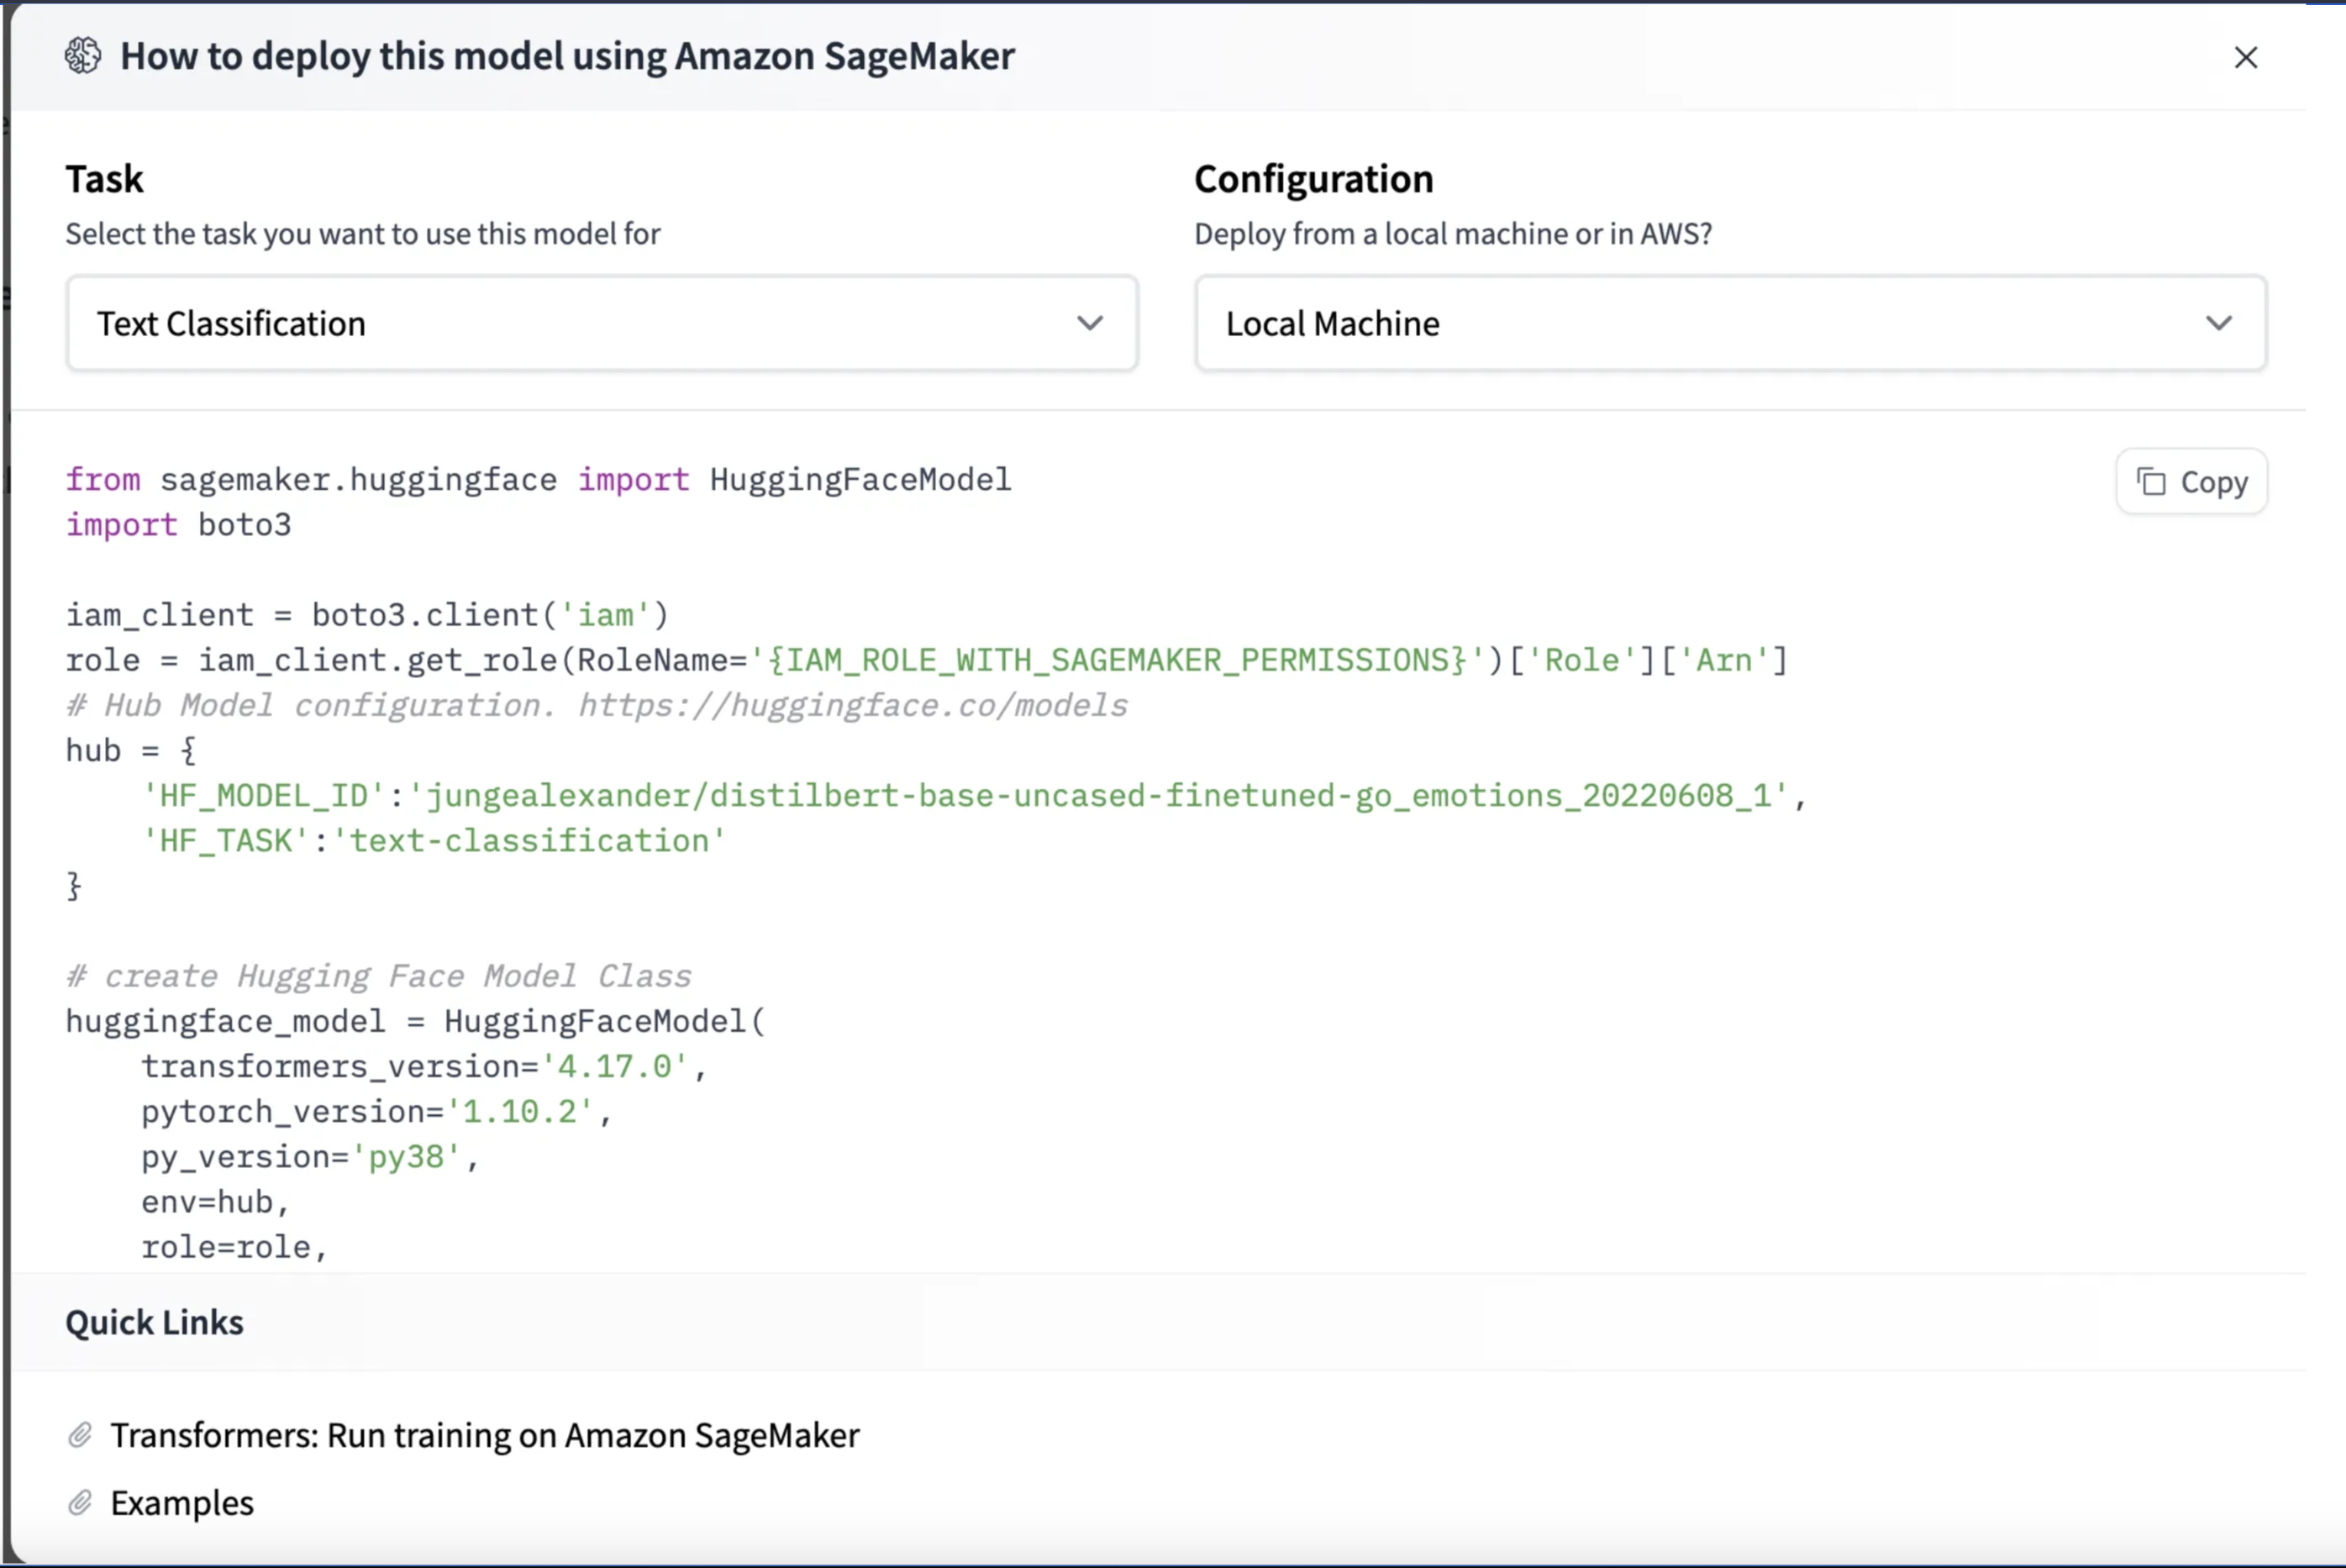 How to deploy this model using Amazon SageMaker
Task
Select the task you want to use this model for
Text Classification
Configuration
Deploy from a local machine or in AWS?
Local Machine
Copy
from sagemaker.huggingface import HuggingFaceModel
import boto3

iam_client = boto3.client('iam')
role = iam_client.get_role(RoleName='{IAM_ROLE_WITH_SAGEMAKER_PERMISSIONS}')['Role']['Arn']
# Hub Model configuration. https://huggingface.co/models
hub = {
    'HF_MODEL_ID':'jungealexander/distilbert-base-uncased-finetuned-go_emotions_20220608_1',
    'HF_TASK':'text-classification'
}

# create Hugging Face Model Class
huggingface_model = HuggingFaceModel(
    transformers_version='4.17.0',
    pytorch_version='1.10.2',
    py_version='py38',
    env=hub,
    role=role,
Quick Links
Transformers: Run training on Amazon SageMaker
Examples